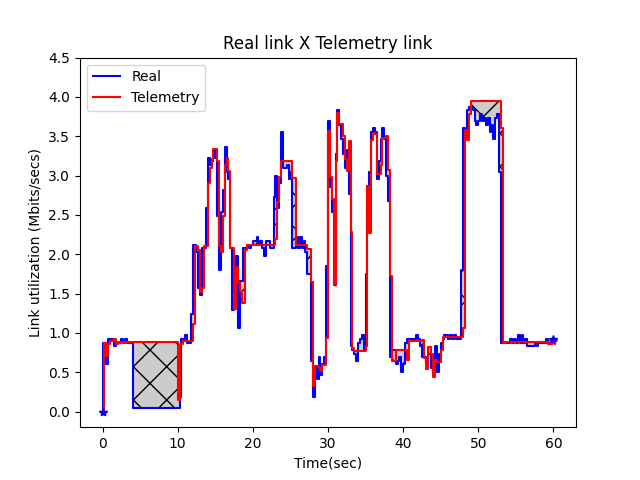 Real link X Telemetry link
Real
Telemetry
Link utilization (Mbits/secs)
4.5
4.0
3.5
3.0
2.5
2.0
1.5
1.0
0.5
0.0
0 10 20 30 40 50 60
Time(sec)